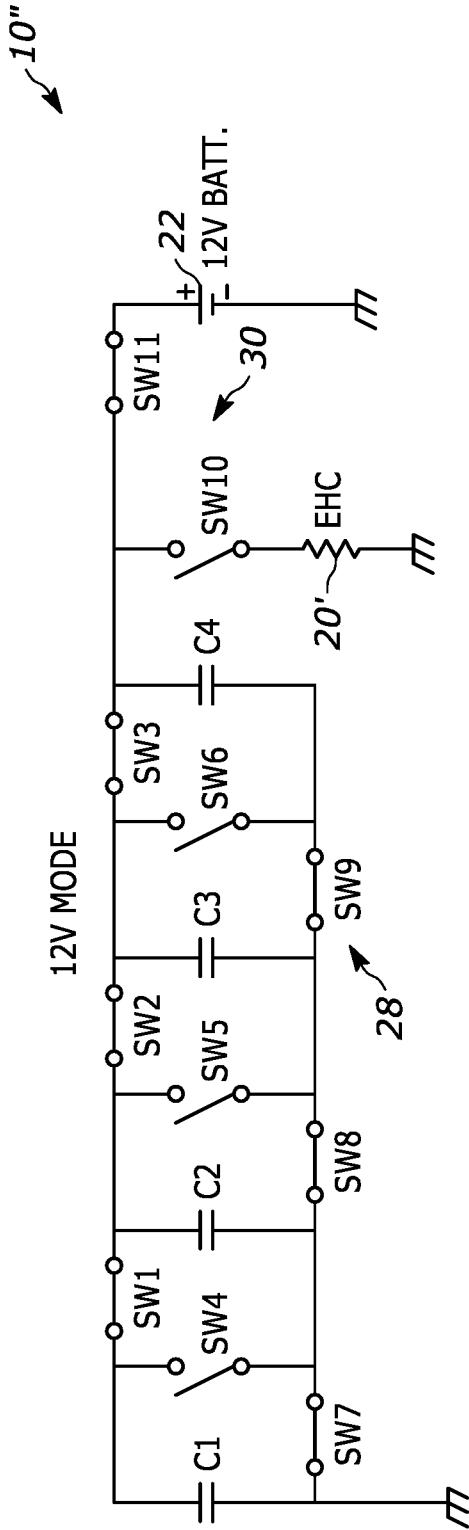 10"
12V MODE
SW1
SW2
SW3
SW11
22
+
-
12V BATT.
C1
SW4
C2
SW5
C3
SW6
C4
SW10
30
EHC
20'
SW7
SW8
SW9
28